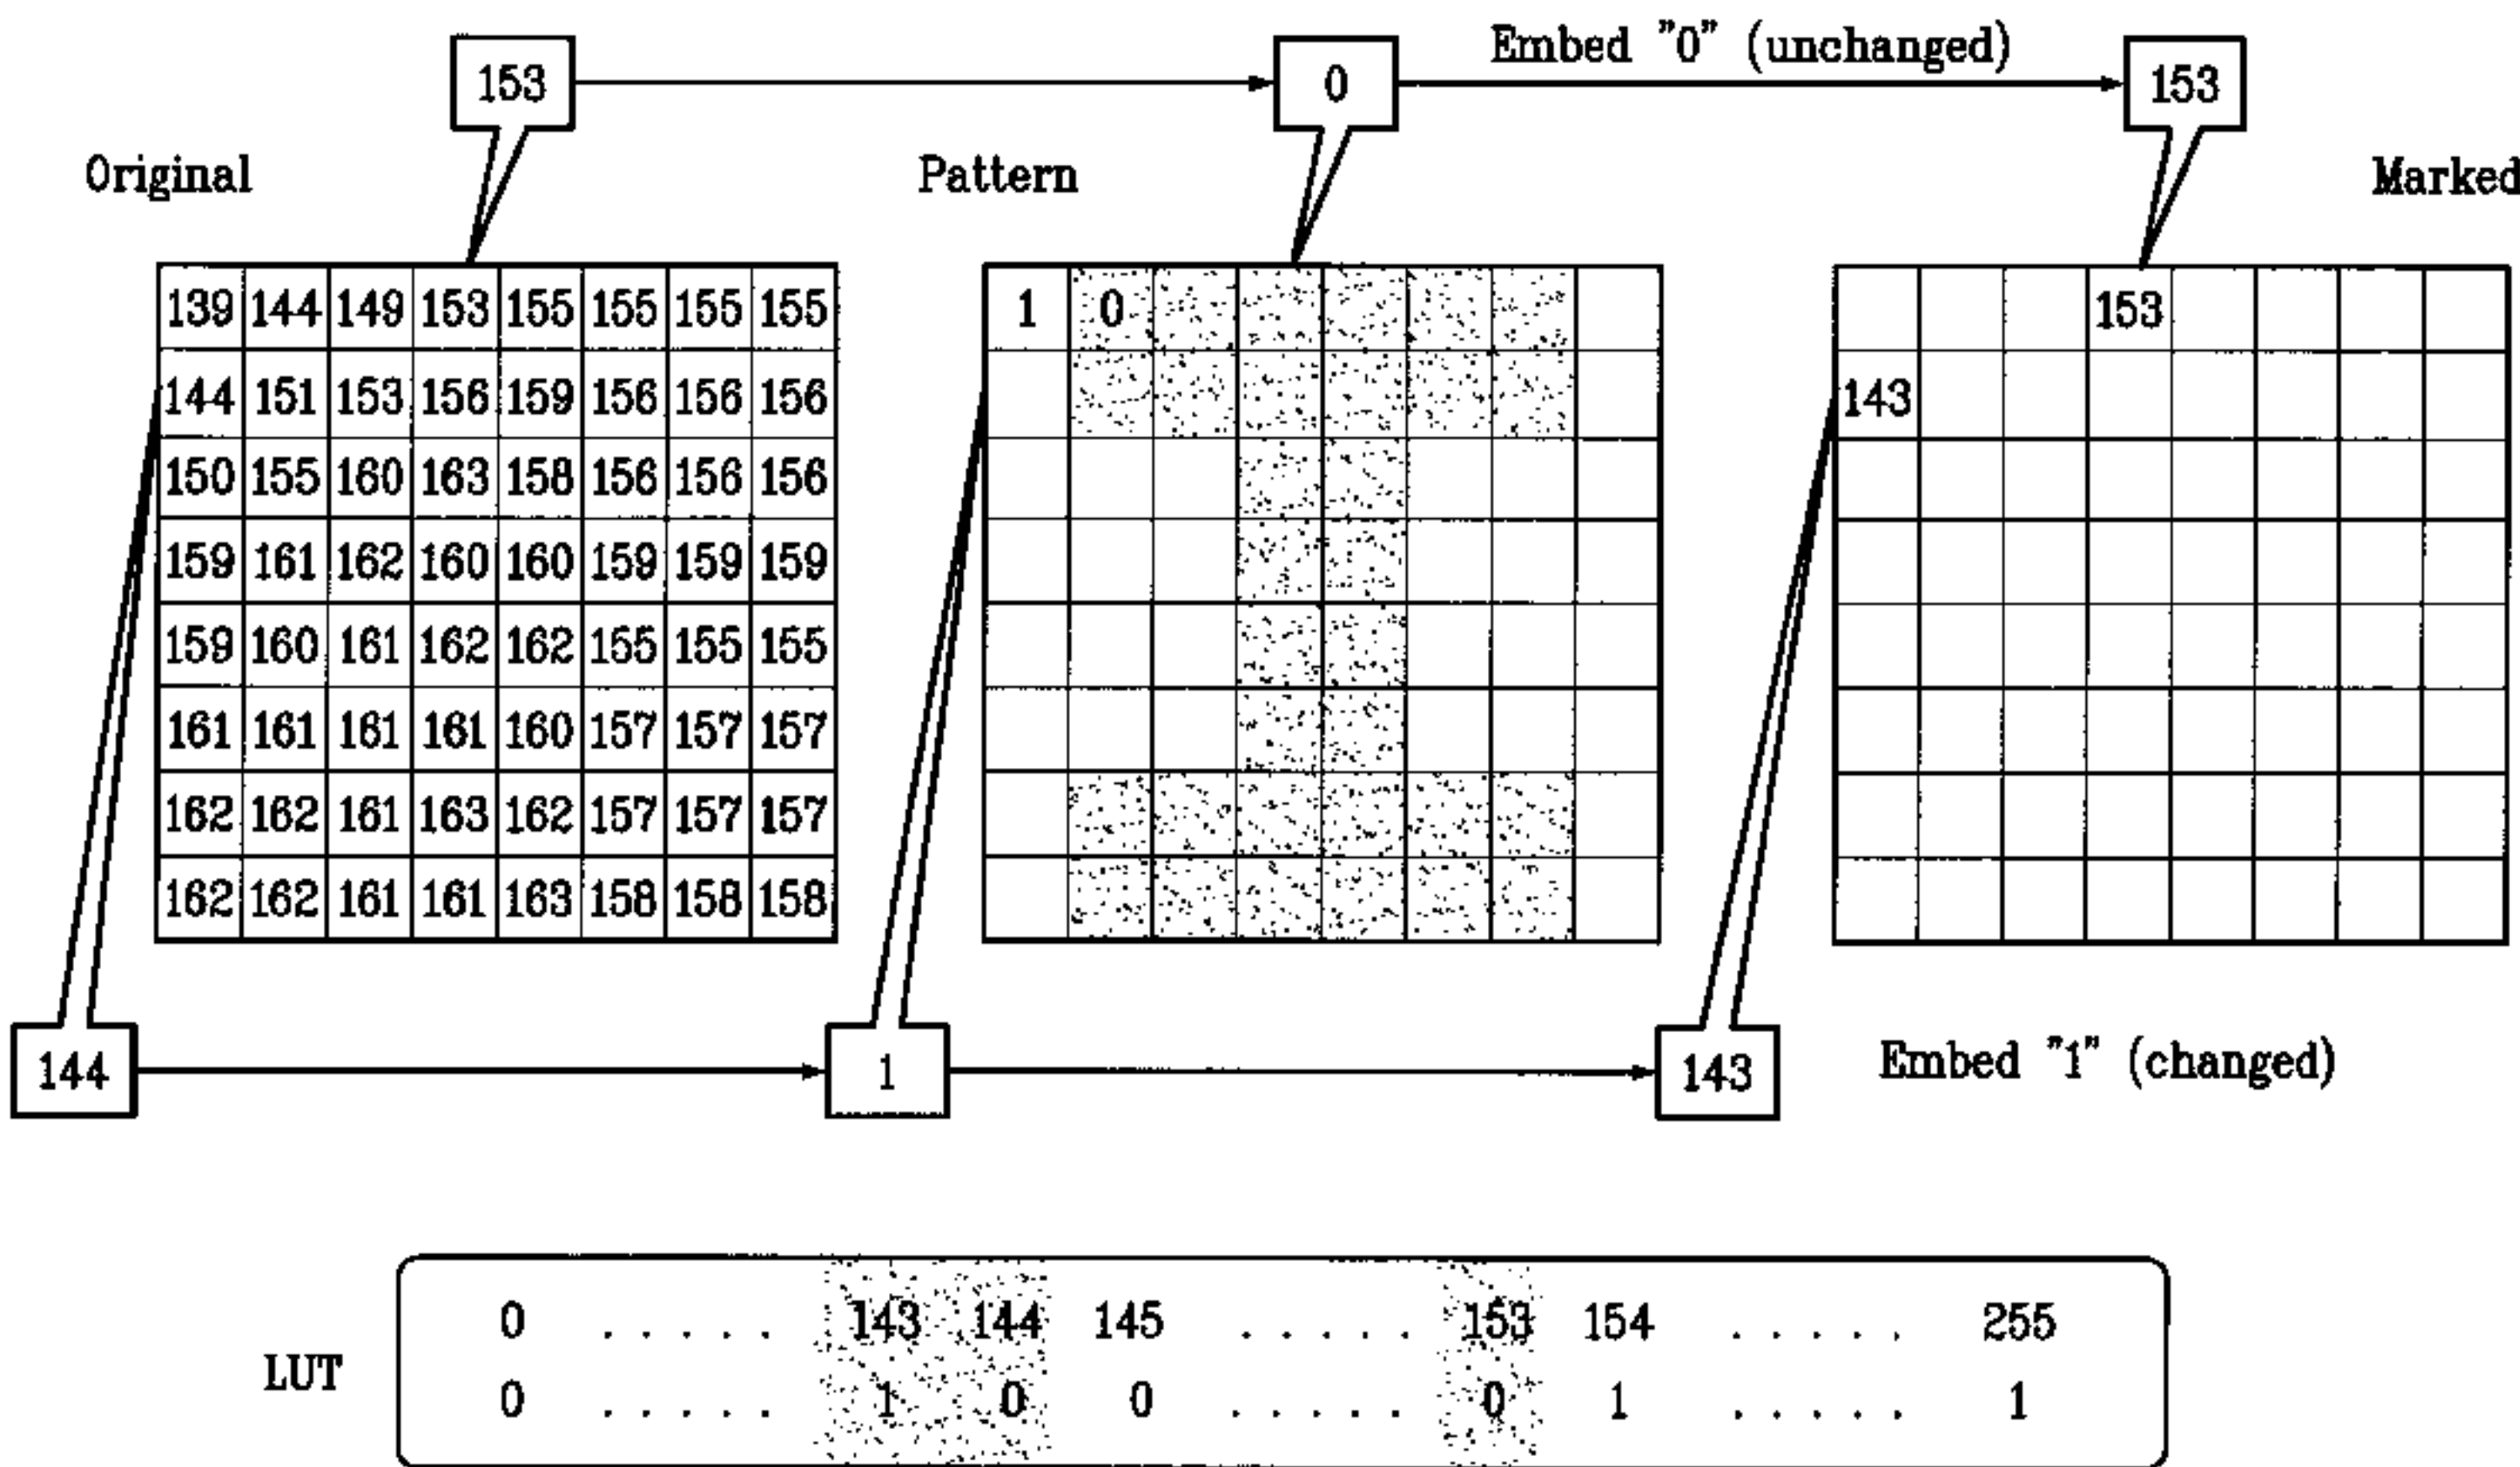 153 0 Embed "0" (unchanged) 153
Original Pattern Marked
139 144 149 153 155 155 155 155 1 0 153
144 151 153 156 159 156 156 156 143
150 155 160 163 158 156 156 156
159 161 162 160 160 159 159 159
159 160 161 162 162 155 155 155
161 161 161 161 160 157 157 157
162 162 161 163 162 157 157 157
162 162 161 161 163 158 158 158
144 1 143 Embed "1" (changed)
0 ..... 143 144 145 ..... 153 154 ..... 255
LUT
0 ..... 1 0 0 ..... 0 1 ..... 1